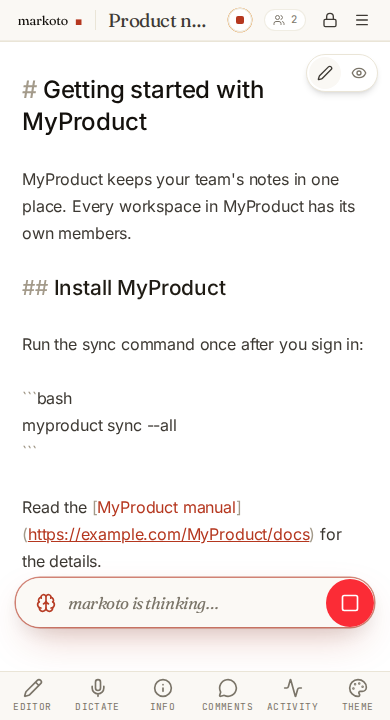 markoto
Product n...
2
# Getting started with
MyProduct
MyProduct keeps your team's notes in one
place. Every workspace in MyProduct has its
own members.
## Install MyProduct
Run the sync command once after you sign in:
```bash
myproduct sync --all
```
Read the [MyProduct manual]
(https://example.com/MyProduct/docs) for
the details.
markoto is thinking...
EDITOR DICTATE INFO COMMENTS ACTIVITY THEME